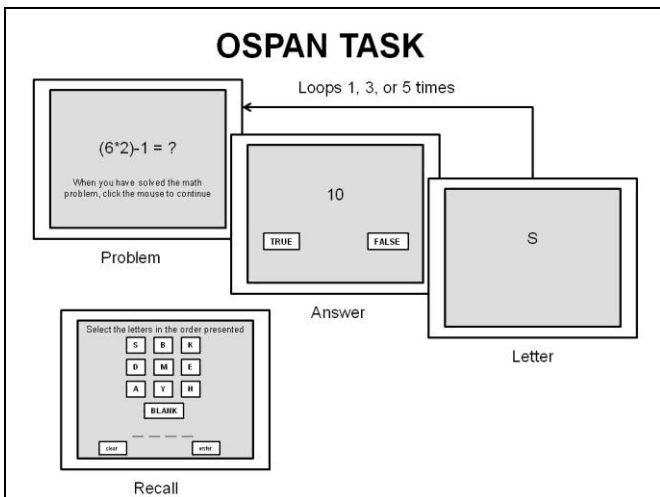 OSPAN TASK
Loops 1, 3, or 5 times
(6*2)-1 = ?
When you have solved the math
problem, click the mouse to continue
Problem
10
TRUE FALSE
Answer
S
Letter
Select the letters in the order presented
S B K
D M E
A Y H
BLANK
clear enter
Recall